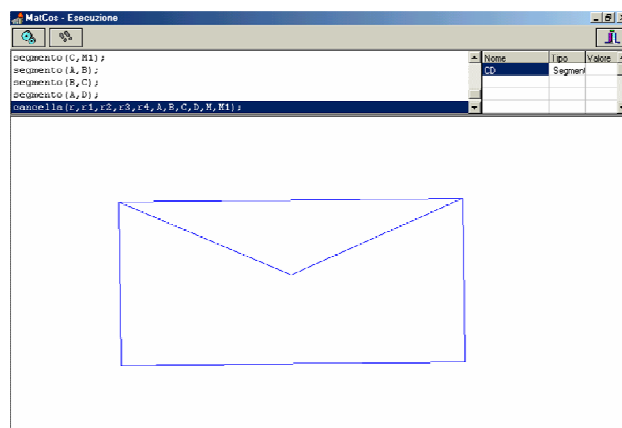 MatCos - Esecuzione
segmento(C,M1);
segmento(A,B);
segmento(B,C);
segmento(A,D);
cancella(r,r1,r2,r3,r4,A,B,C,D,M,M1);
Nome Tipo Valore
CD Segment